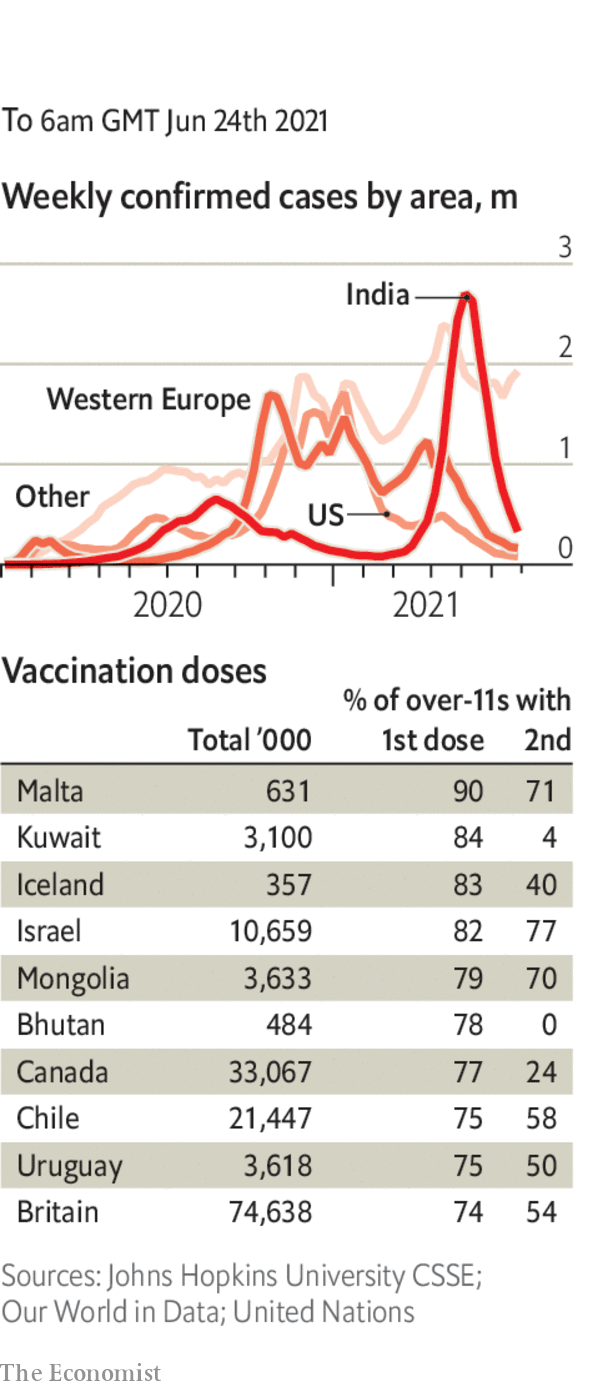 To 6am GMT Jun 24th 2021
Weekly confirmed cases by area, m
3
India
2
Western Europe
1
Other
US
0
2020 2021
Vaccination doses
% of over-11s with
Total ’000 1st dose 2nd
Malta 631 90 71
Kuwait 3,100 84 4
Iceland 357 83 40
Israel 10,659 82 77
Mongolia 3,633 79 70
Bhutan 484 78 0
Canada 33,067 77 24
Chile 21,447 75 58
Uruguay 3,618 75 50
Britain 74,638 74 54
Sources: Johns Hopkins University CSSE;
Our World in Data; United Nations
The Economist